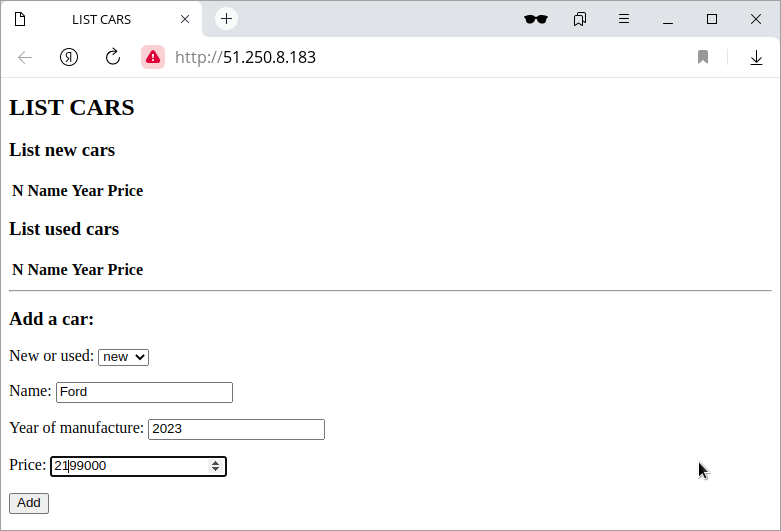 LIST CARS
Я http://51.250.8.183
LIST CARS
List new cars
N Name Year Price
List used cars
N Name Year Price
Add a car:
New or used: new
Name: Ford
Year of manufacture: 2023
Price: 2199000
Add